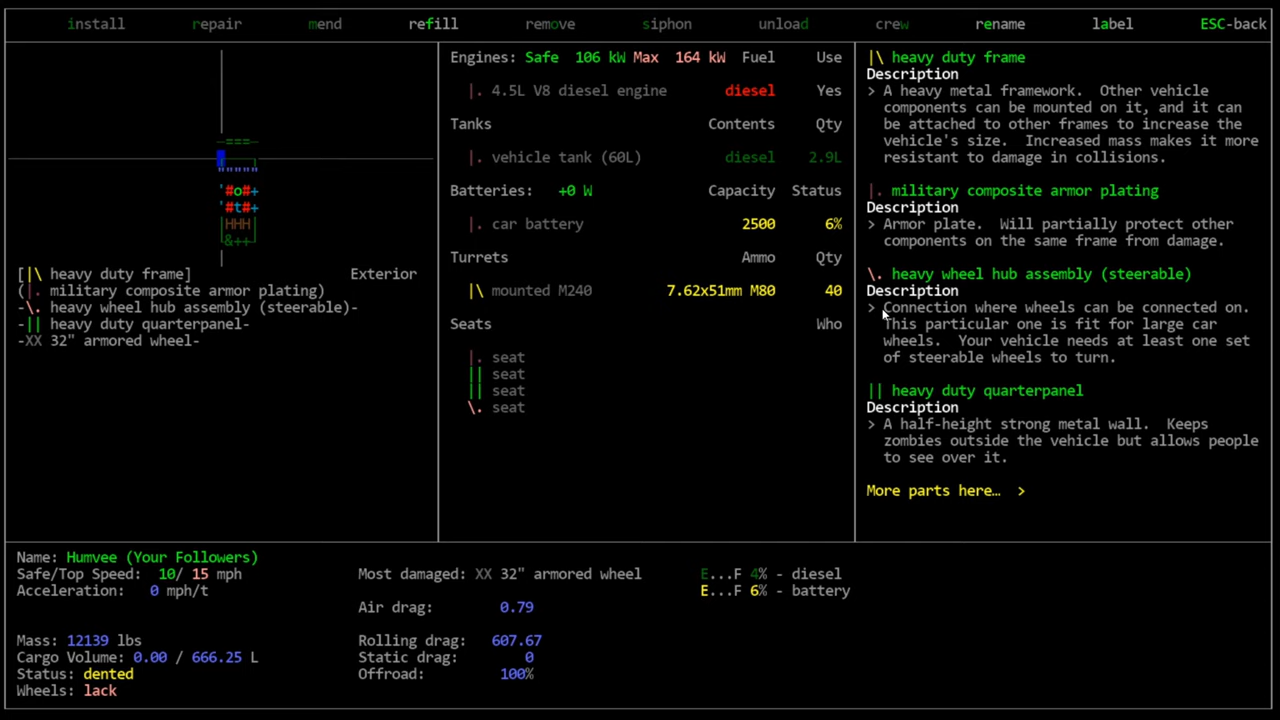 install repair mend refill remove siphon unload crew rename label ESC-back
===
"""""
'#o#+
'#t#+
|HHH|
|&++|
[|\ heavy duty frame] Exterior
(|. military composite armor plating)
-\. heavy wheel hub assembly (steerable)-
-|| heavy duty quarterpanel-
-XX 32" armored wheel-
Engines: Safe 106 kW Max 164 kW Fuel Use
|. 4.5L V8 diesel engine diesel Yes
Tanks Contents Qty
|. vehicle tank (60L) diesel 2.9L
Batteries: +0 W Capacity Status
|. car battery 2500 6%
Turrets Ammo Qty
|\ mounted M240 7.62x51mm M80 40
Seats Who
|. seat
|| seat
|| seat
\. seat
|\ heavy duty frame
Description
> A heavy metal framework. Other vehicle
components can be mounted on it, and it can
be attached to other frames to increase the
vehicle's size. Increased mass makes it more
resistant to damage in collisions.
|. military composite armor plating
Description
> Armor plate. Will partially protect other
components on the same frame from damage.
\. heavy wheel hub assembly (steerable)
Description
> Connection where wheels can be connected on.
This particular one is fit for large car
wheels. Your vehicle needs at least one set
of steerable wheels to turn.
|| heavy duty quarterpanel
Description
> A half-height strong metal wall. Keeps
zombies outside the vehicle but allows people
to see over it.
More parts here… >
Name: Humvee (Your Followers)
Safe/Top Speed: 10/ 15 mph
Acceleration: 0 mph/t
Mass: 12139 lbs
Cargo Volume: 0.00 / 666.25 L
Status: dented
Wheels: lack
Most damaged: XX 32" armored wheel
Air drag: 0.79
Rolling drag: 607.67
Static drag: 0
Offroad: 100%
E...F 4% - diesel
E...F 6% - battery